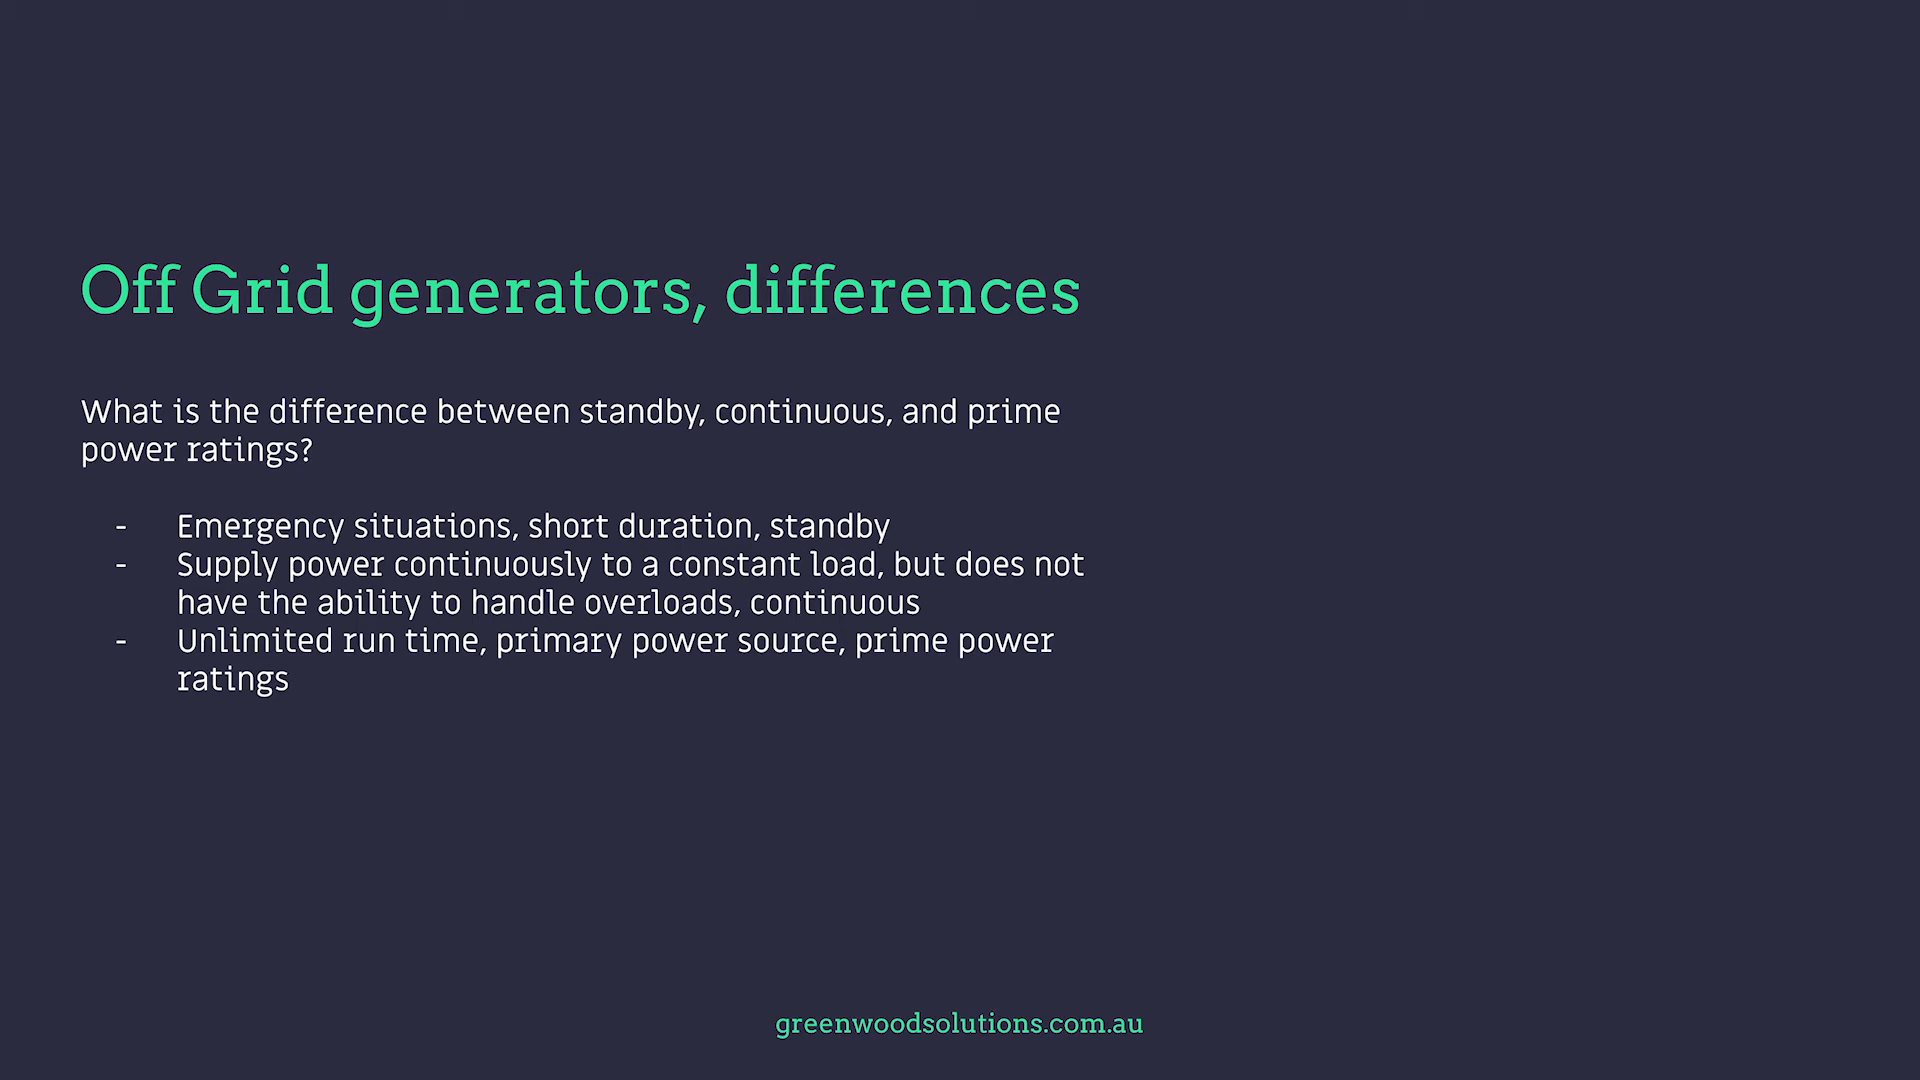 Off Grid generators, differences
What is the difference between standby, continuous, and prime
power ratings?
- Emergency situations, short duration, standby
- Supply power continuously to a constant load, but does not
have the ability to handle overloads, continuous
- Unlimited run time, primary power source, prime power
ratings
greenwoodsolutions.com.au